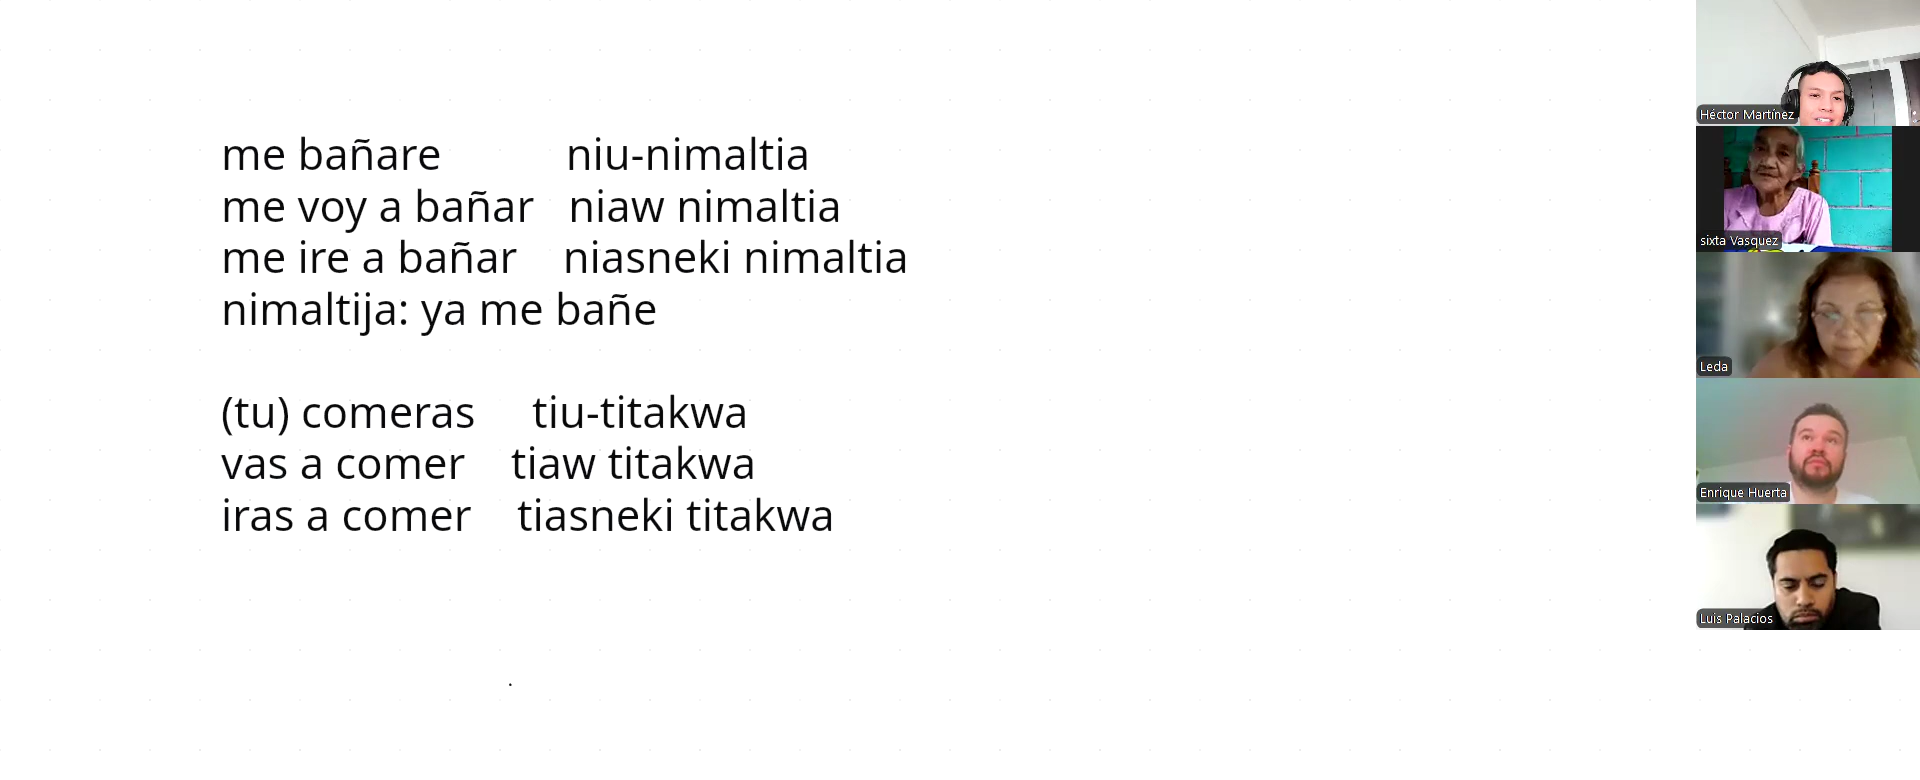 me bañare niu-nimaltia
me voy a bañar niaw nimaltia
me ire a bañar niasneki nimaltia
nimaltija: ya me bañe
(tu) comeras tiu-titakwa
vas a comer tiaw titakwa
iras a comer tiasneki titakwa
Héctor Martínez
sixta Vasquez
Leda
Enrique Huerta
Luis Palacios